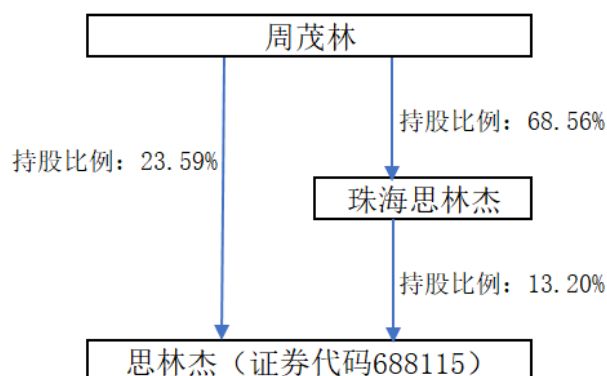 周茂林
持股比例：68.56%
持股比例：23.59%
珠海思林杰
持股比例：13.20%
思林杰（证券代码688115）